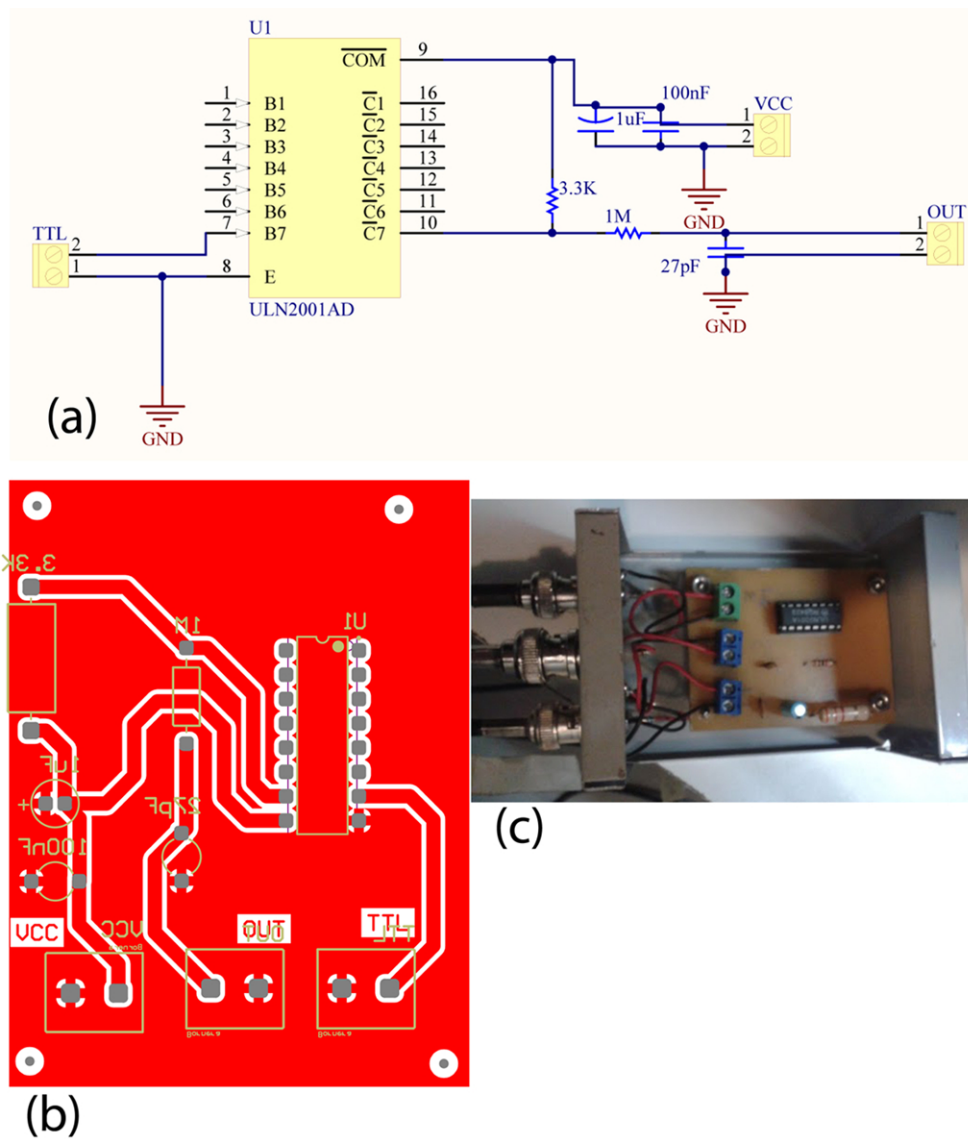 U1
COM 9
1 B1 C1 16
2 B2 C2 15
3 B3 C3 14
4 B4 C4 13
5 B5 C5 12
6 B6 C6 11
7 B7 C7 10
8 E
ULN2001AD
TTL
2
1
GND
100nF
1uF
VCC
1
2
GND
3.3K
1M
27pF
GND
OUT
1
2
(a)
3.3K
1M
U1
1uF
+
27pF
100nF
VCC
VCC
OUT
OUT
TTL
TTL
(b)
(c)